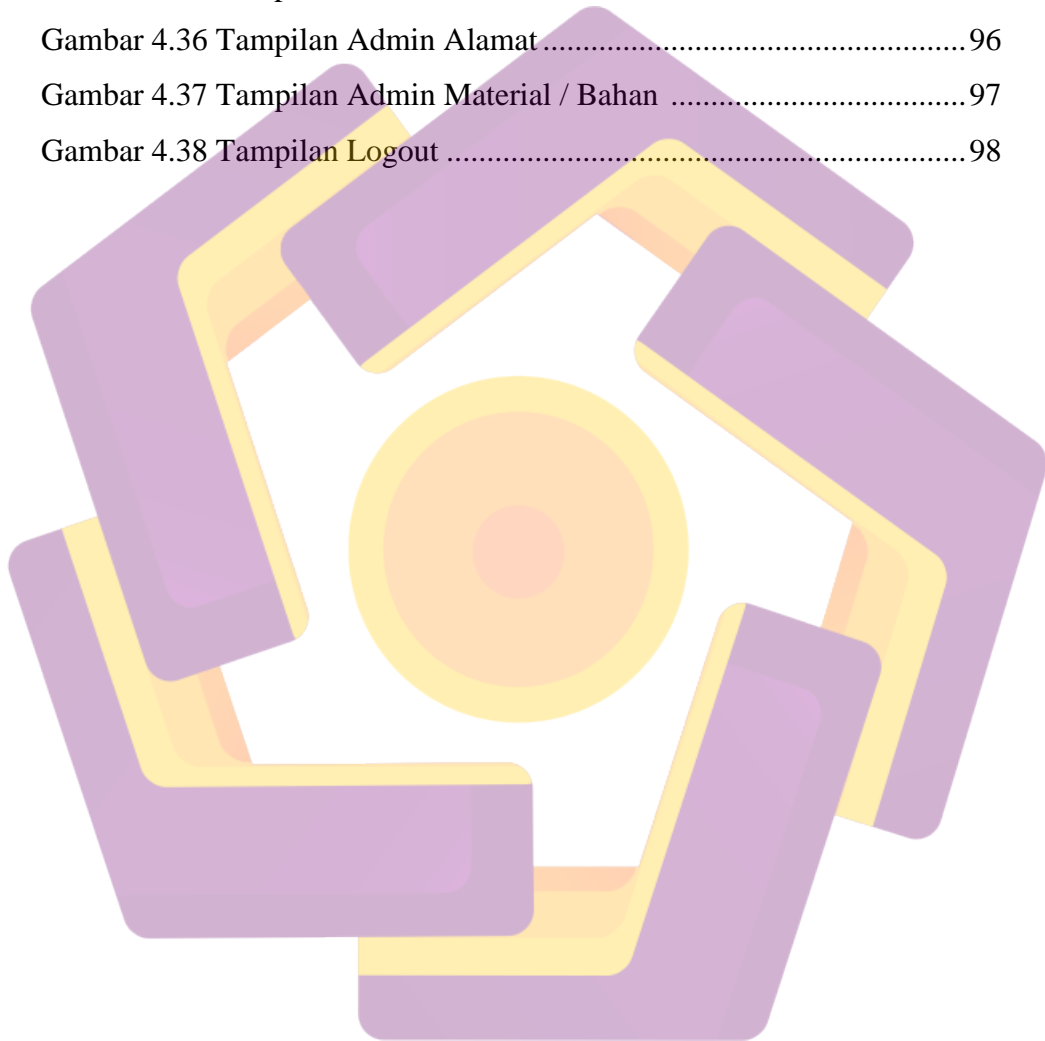 Gambar 4.36 Tampilan Admin Alamat.....................................................96
Gambar 4.37 Tampilan Admin Material / Bahan .....................................97
Gambar 4.38 Tampilan Logout .................................................................98